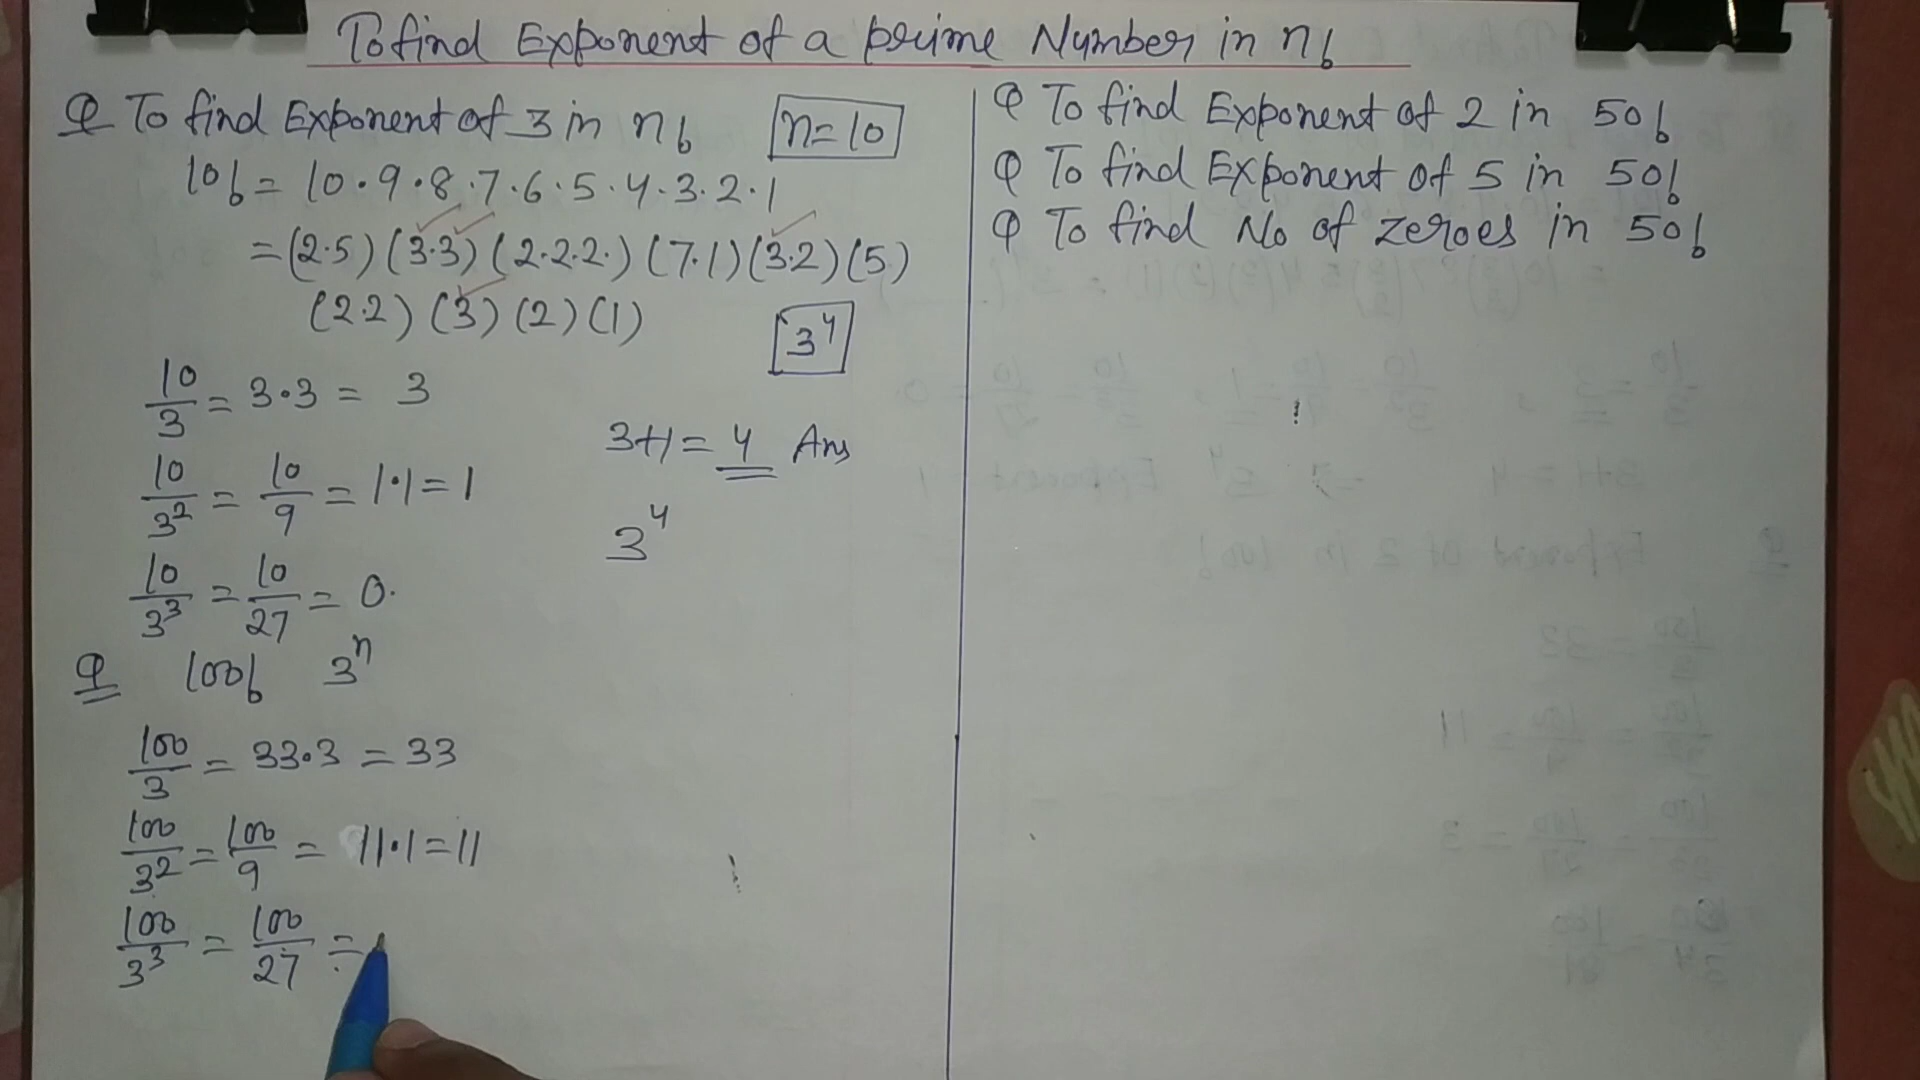 To find Exponent of a prime Number in n!
Q To find Exponent of 3 in n! n=10
10! = 10·9·8·7·6·5·4·3·2·1
= (2·5) (3·3) (2·2·2·) (7·1) (3·2) (5)
(2·2) (3) (2) (1)
3⁴
10/3 = 3·3 = 3
10/3² = 10/9 = 1·1 = 1
10/3³ = 10/27 = 0.
3+1 = 4 Ans
3⁴
Q 100! 3ⁿ
100/3 = 33·3 = 33
100/3² = 100/9 = 11·1 = 11
100/3³ = 100/27 =
Q To find Exponent of 2 in 50!
Q To find Exponent of 5 in 50!
Q To find No of zeroes in 50!